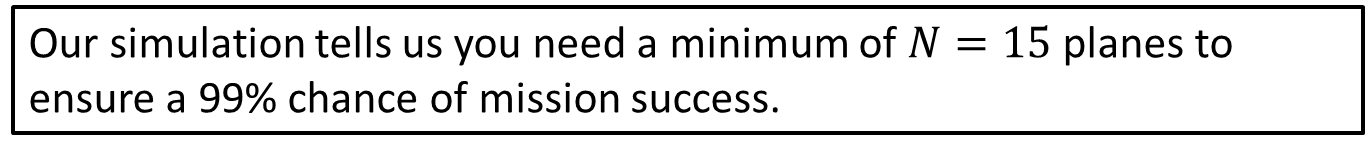 Our simulation tells us you need a minimum of N = 15 planes to
ensure a 99% chance of mission success.